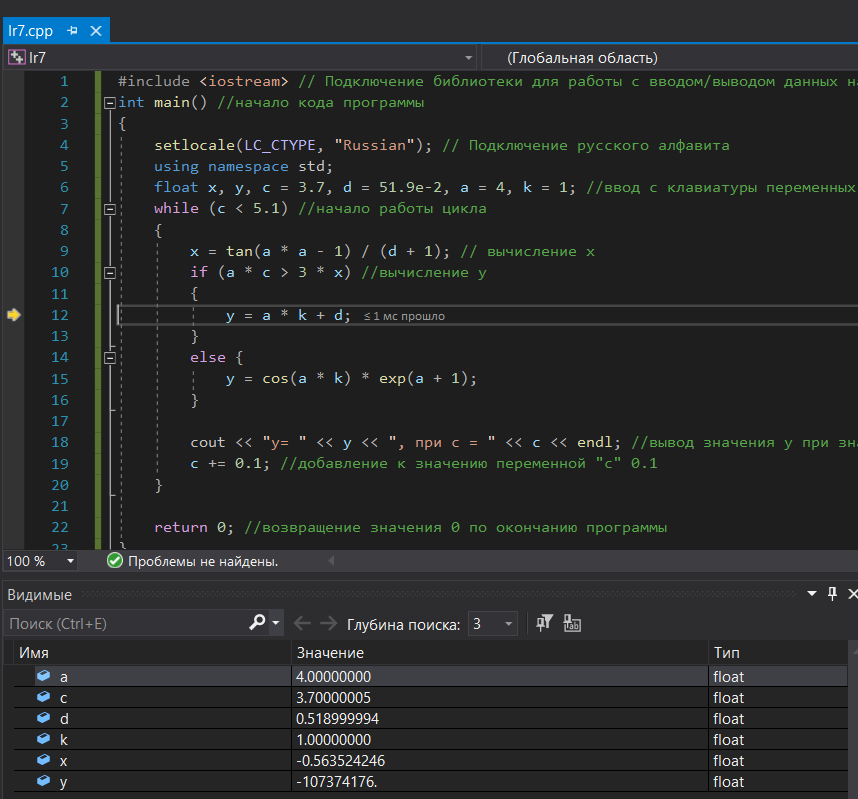 lr7.cpp
lr7 (Глобальная область)
1 #include <iostream> // Подключение библиотеки для работы с вводом/выводом данных
2 int main() //начало кода программы
3 {
4 setlocale(LC_CTYPE, "Russian"); // Подключение русского алфавита
5 using namespace std;
6 float x, y, c = 3.7, d = 51.9e-2, a = 4, k = 1; //ввод с клавиатуры переменных
7 while (c < 5.1) //начало работы цикла
8 {
9 x = tan(a * a - 1) / (d + 1); // вычисление x
10 if (a * c > 3 * x) //вычисление y
11 {
12 y = a * k + d; ≤ 1 мс прошло
13 }
14 else {
15 y = cos(a * k) * exp(a + 1);
16 }
17
18 cout << "y= " << y << ", при c = " << c << endl; //вывод значения y при
19 c += 0.1; //добавление к значению переменной "c" 0.1
20 }
21
22 return 0; //возвращение значения 0 по окончанию программы
23 }
100 % Проблемы не найдены.
Видимые
Поиск (Ctrl+E) Глубина поиска: 3
Имя Значение Тип
a 4.00000000 float
c 3.70000005 float
d 0.518999994 float
k 1.00000000 float
x -0.563524246 float
y -107374176. float